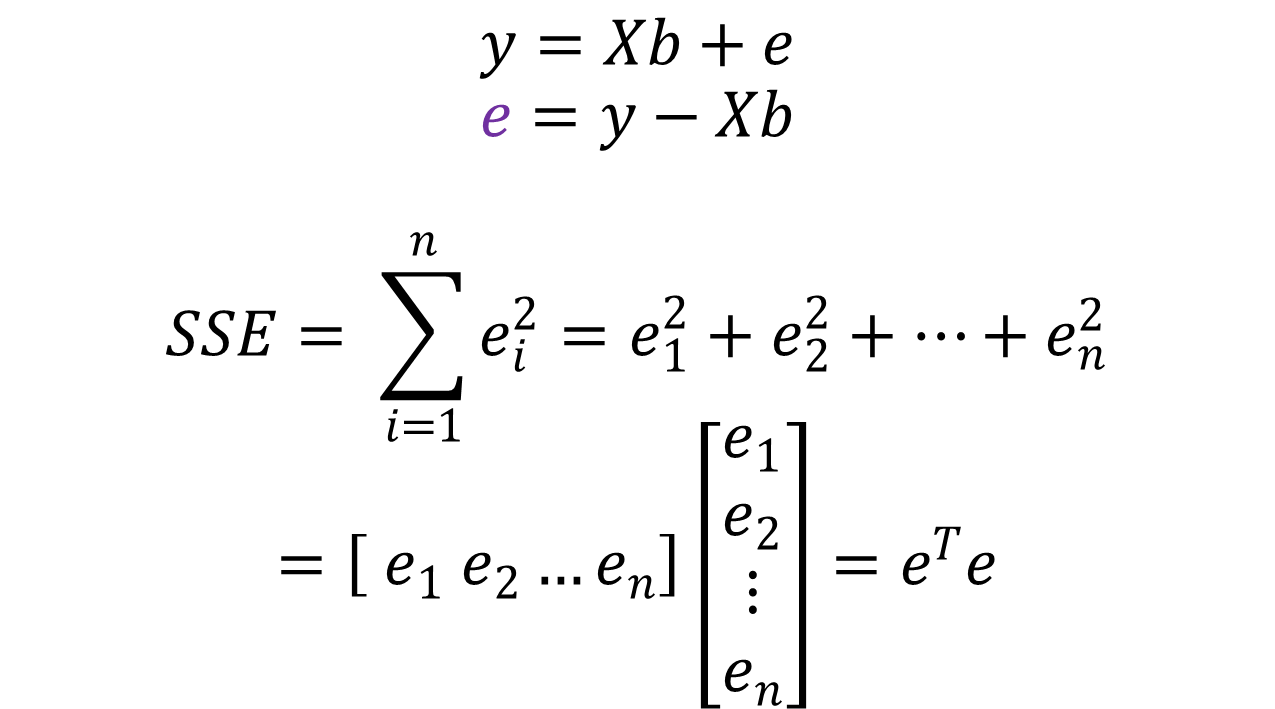 y = Xb + e
e = y − Xb
SSE = ∑_{i=1}^{n} e_i^2 = e_1^2 + e_2^2 + ⋯ + e_n^2
= [ e_1 e_2 … e_n] [e_1 e_2 ⋮ e_n] = e^T e